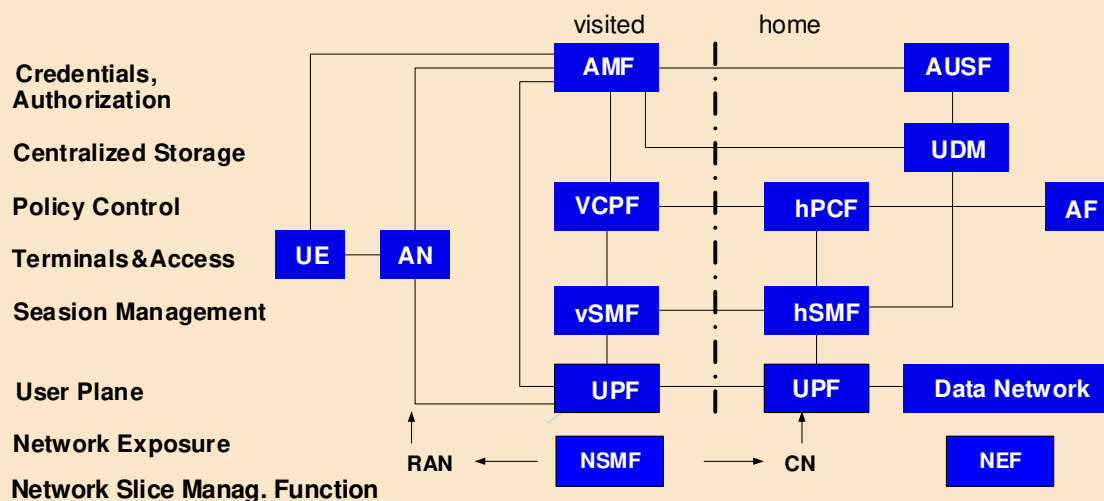 visited
home
Credentials,
Authorization
AMF
AUSF
Centralized Storage
UDM
Policy Control
VCPF
hPCF
AF
Terminals&Access
UE
AN
Seasion Management
vSMF
hSMF
User Plane
UPF
UPF
Data Network
Network Exposure
RAN
NSMF
CN
NEF
Network Slice Manag. Function